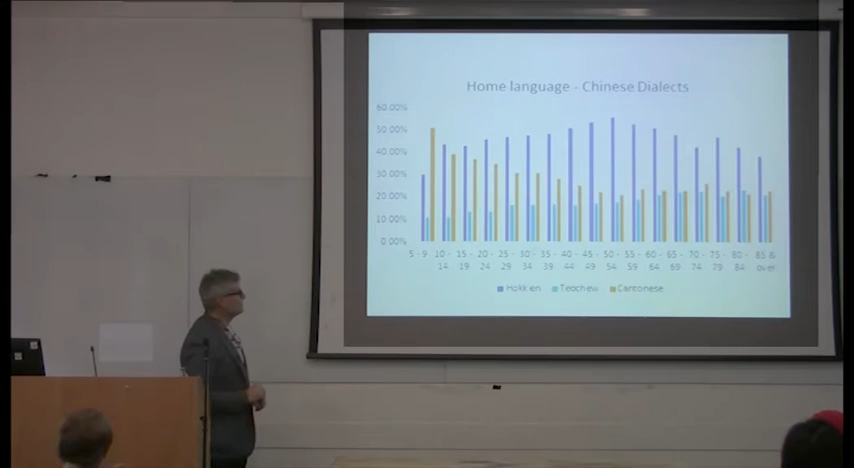 Home language - Chinese Dialects
60.00%
50.00%
40.00%
30.00%
20.00%
10.00%
0.00%
5 - 9 10 - 15 - 20 - 25 - 30 - 35 - 40 - 45 - 50 - 55 - 60 - 65 - 70 - 75 - 80 - 85 &
14 19 24 29 34 39 44 49 54 59 64 69 74 79 84 over
Hokkien Teochew Cantonese